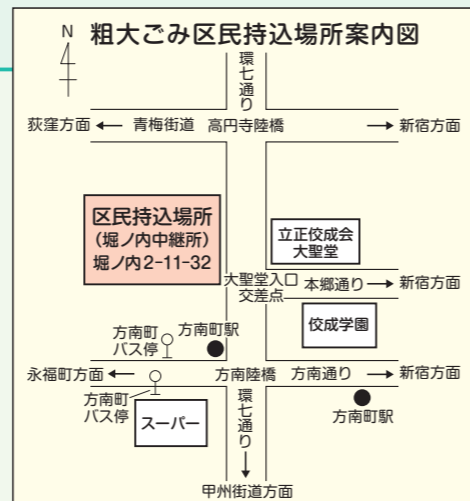 粗大ごみ区民持込場所案内図
N
環七通り
荻窪方面
青梅街道
高円寺陸橋
新宿方面
区民持込場所
(堀ノ内中継所)
堀ノ内2-11-32
立正佼成会
大聖堂
大聖堂入口
交差点
本郷通り
新宿方面
佼成学園
方南町
バス停
方南町駅
永福町方面
方南陸橋
方南通り
新宿方面
方南町
バス停
スーパー
環七通り
方南町駅
甲州街道方面